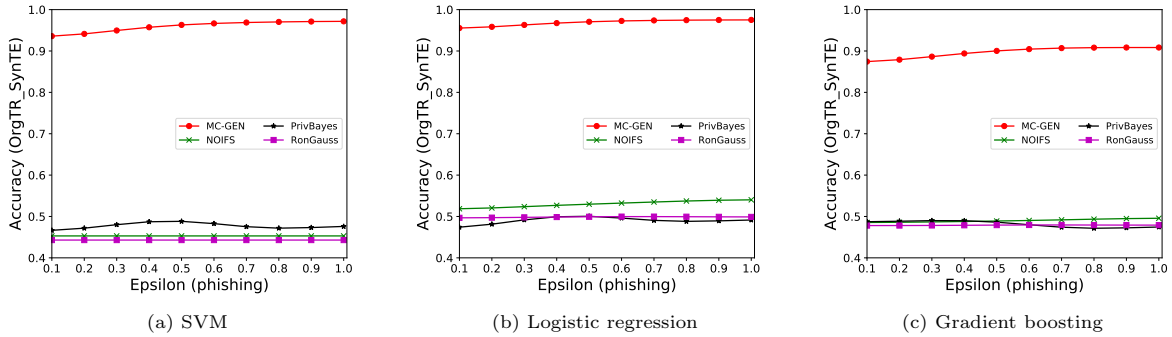 1.0
0.9
0.8
0.7
0.6
0.5
0.4
Accuracy (OrgTR_SynTE)
MC-GEN
NOIFS
PrivBayes
RonGauss
0.1 0.2 0.3 0.4 0.5 0.6 0.7 0.8 0.9 1.0
Epsilon (phishing)
(a) SVM
1.0
0.9
0.8
0.7
0.6
0.5
0.4
Accuracy (OrgTR_SynTE)
MC-GEN
NOIFS
PrivBayes
RonGauss
0.1 0.2 0.3 0.4 0.5 0.6 0.7 0.8 0.9 1.0
Epsilon (phishing)
(b) Logistic regression
1.0
0.9
0.8
0.7
0.6
0.5
0.4
Accuracy (OrgTR_SynTE)
MC-GEN
NOIFS
PrivBayes
RonGauss
0.1 0.2 0.3 0.4 0.5 0.6 0.7 0.8 0.9 1.0
Epsilon (phishing)
(c) Gradient boosting